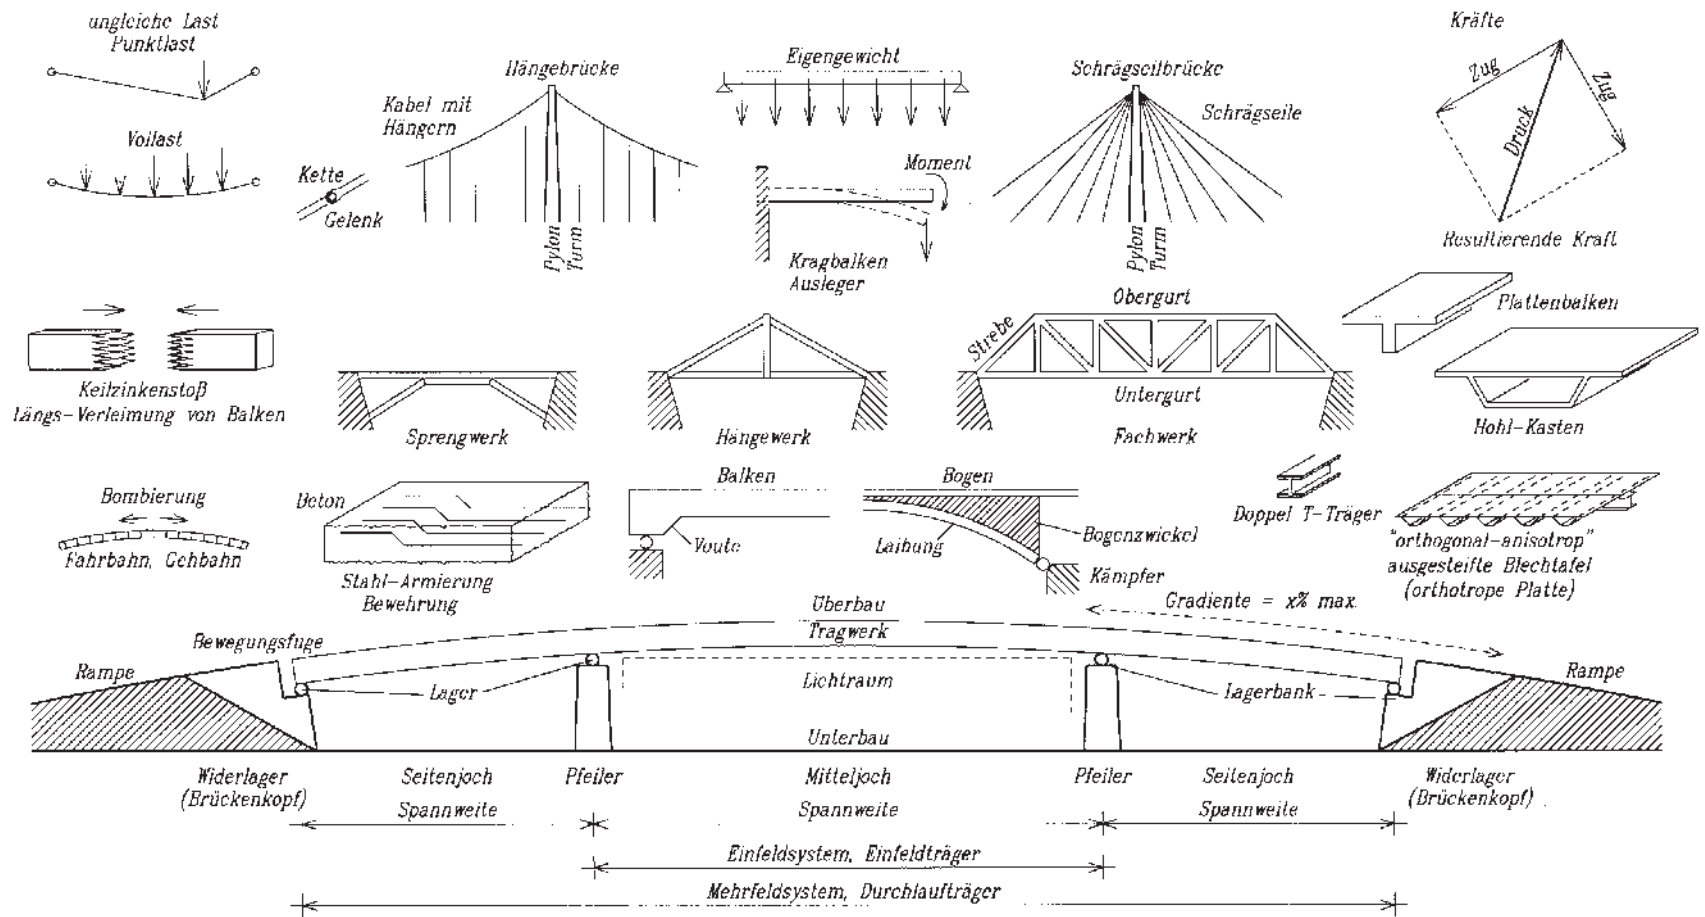 ungleiche Last
Punktlast
Hängebrücke
Eigengewicht
Schrägseilbrücke
Kräfte
Zug
Zug
Druck
Kabel mit
Hängern
Schrägseile
Vollast
Kette
Gelenk
Moment
Pylon
Turm
Kragbalken
Ausleger
Pylon
Turm
Resultierende Kraft
Obergurt
Plattenbalken
Strebe
Keilzinkenstoß
Längs-Verleimung von Balken
Sprengwerk
Hängewerk
Untergurt
Fachwerk
Hohl-Kasten
Bombierung
Fahrbahn, Gehbahn
Beton
Stahl-Armierung
Bewehrung
Balken
Voute
Bogen
Laibung
Bogenzwickel
Kämpfer
Doppel T-Träger
"orthogonal-anisotrop"
ausgesteifte Blechtafel
(orthotrope Platte)
Gradiente = x% max.
Überbau
Tragwerk
Bewegungsfuge
Rampe
Lager
Lichtraum
Lagerbank
Rampe
Unterbau
Widerlager
(Brückenkopf)
Seitenjoch
Spannweite
Pfeiler
Mitteljoch
Spannweite
Pfeiler
Seitenjoch
Spannweite
Widerlager
(Brückenkopf)
Einfeldsystem, Einfeldträger
Mehrfeldsystem, Durchlaufträger